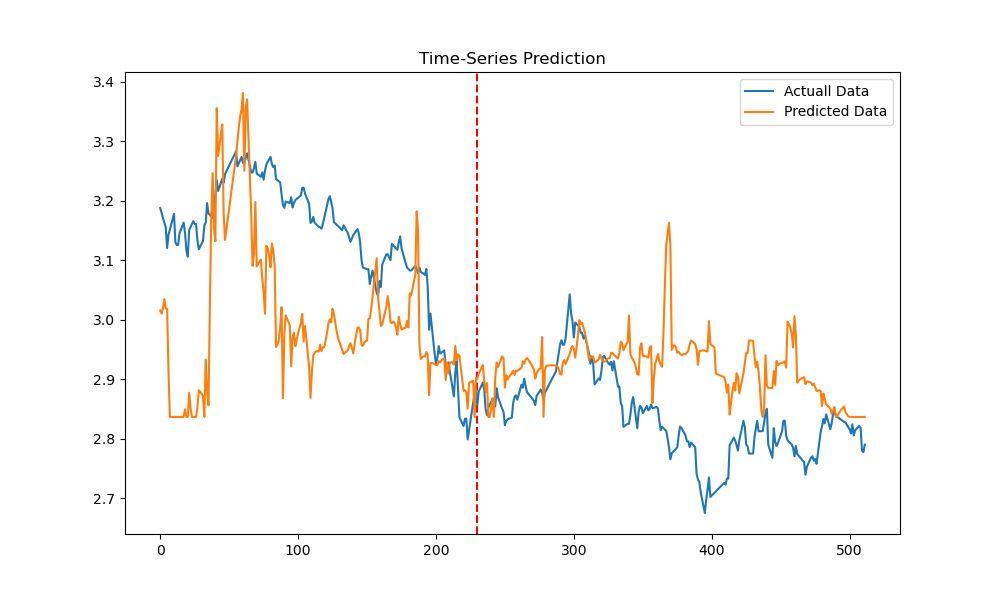 Time-Series Prediction
Actuall Data
Predicted Data
3.4
3.3
3.2
3.1
3.0
2.9
2.8
2.7
0 100 200 300 400 500